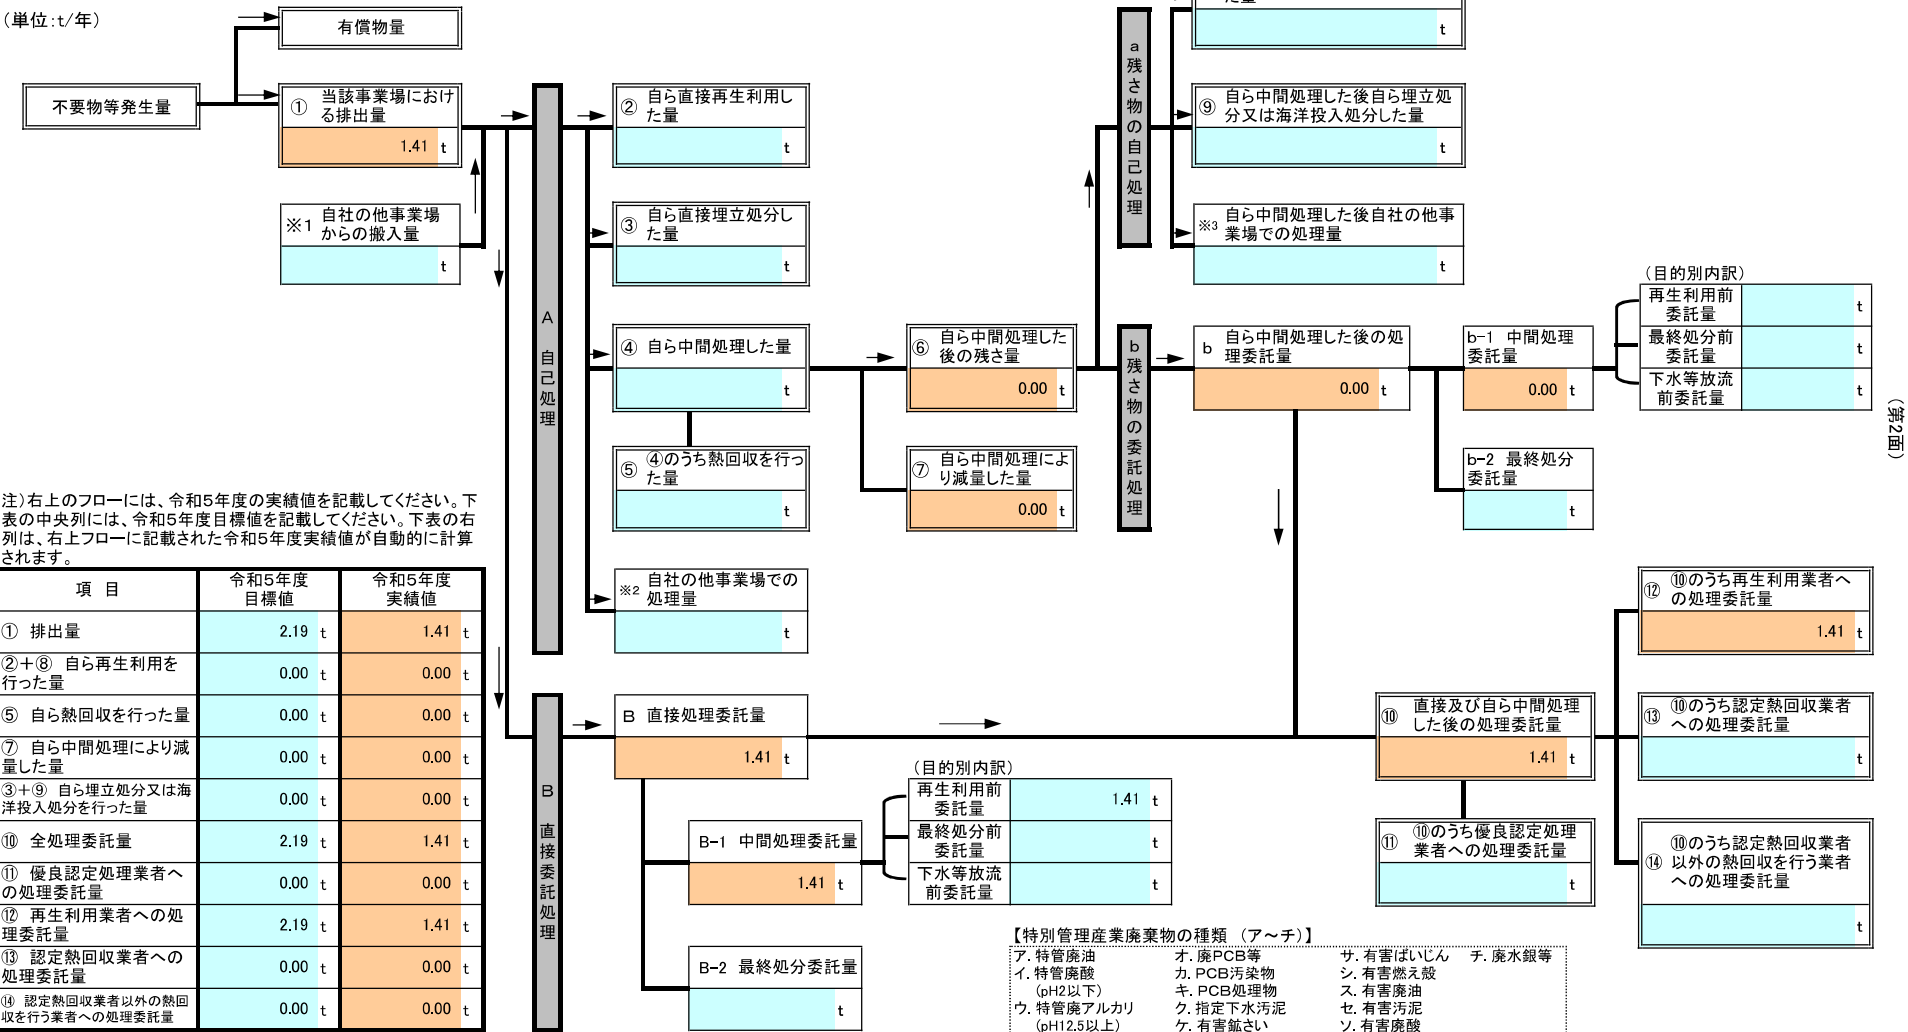 (単位:t/年)
有償物量
不要物等発生量
① 当該事業場におけ
る排出量
1.41 t
※1 自社の他事業場
からの搬入量
t
A 自己処理
② 自ら直接再生利用し
た量
t
③ 自ら直接埋立処分し
た量
t
④ 自ら中間処理した量
t
⑤ ④のうち熱回収を行っ
た量
t
※2 自社の他事業場での
処理量
t
⑥ 自ら中間処理した
後の残さ量
0.00 t
⑦ 自ら中間処理によ
り減量した量
0.00 t
a 残さ物の自己処理
た量
t
⑨ 自ら中間処理した後自ら埋立処
分又は海洋投入処分した量
t
※3 自ら中間処理した後自社の他事
業場での処理量
t
b 残さ物の委託処理
b 自ら中間処理した後の処
理委託量
0.00 t
b-1 中間処理
委託量
0.00 t
b-2 最終処分
委託量
t
(目的別内訳)
再生利用前
委託量
t
最終処分前
委託量
t
下水等放流
前委託量
t
(第2面)
注)右上のフローには、令和5年度の実績値を記載してください。下
表の中央列には、令和5年度目標値を記載してください。下表の右
列は、右上フローに記載された令和5年度実績値が自動的に計算
されます。
項 目 令和5年度
目標値 令和5年度
実績値
① 排出量 2.19 t 1.41 t
②+⑧ 自ら再生利用を
行った量 0.00 t 0.00 t
⑤ 自ら熱回収を行った量 0.00 t 0.00 t
⑦ 自ら中間処理により減
量した量 0.00 t 0.00 t
③+⑨ 自ら埋立処分又は海
洋投入処分を行った量 0.00 t 0.00 t
⑩ 全処理委託量 2.19 t 1.41 t
⑪ 優良認定処理業者へ
の処理委託量 0.00 t 0.00 t
⑫ 再生利用業者への処
理委託量 2.19 t 1.41 t
⑬ 認定熱回収業者への
処理委託量 0.00 t 0.00 t
⑭ 認定熱回収業者以外の熱回
収を行う業者への処理委託量 0.00 t 0.00 t
B 直接委託処理
B 直接処理委託量
1.41 t
B-1 中間処理委託量
1.41 t
B-2 最終処分委託量
t
(目的別内訳)
再生利用前
委託量
1.41 t
最終処分前
委託量
下水等放流
前委託量
t
⑩ 直接及び自ら中間処理
した後の処理委託量
1.41 t
⑪ ⑩のうち優良認定処理
業者への処理委託量
t
⑫ ⑩のうち再生利用業者へ
の処理委託量
1.41 t
⑬ ⑩のうち認定熱回収業者
への処理委託量
t
⑭ ⑩のうち認定熱回収業者
以外の熱回収を行う業者
への処理委託量
t
【特別管理産業廃棄物の種類 (ア~チ)】
ア. 特管廃油 オ. 廃PCB等 サ. 有害ばいじん チ. 廃水銀等
イ. 特管廃酸 カ. PCB汚染物 シ. 有害燃え殻
(pH2以下) キ. PCB処理物 ス. 有害廃油
ウ. 特管廃アルカリ ク. 指定下水汚泥 セ. 有害汚泥
(pH12.5以上) ケ. 有害鉱さい ソ. 有害廃酸